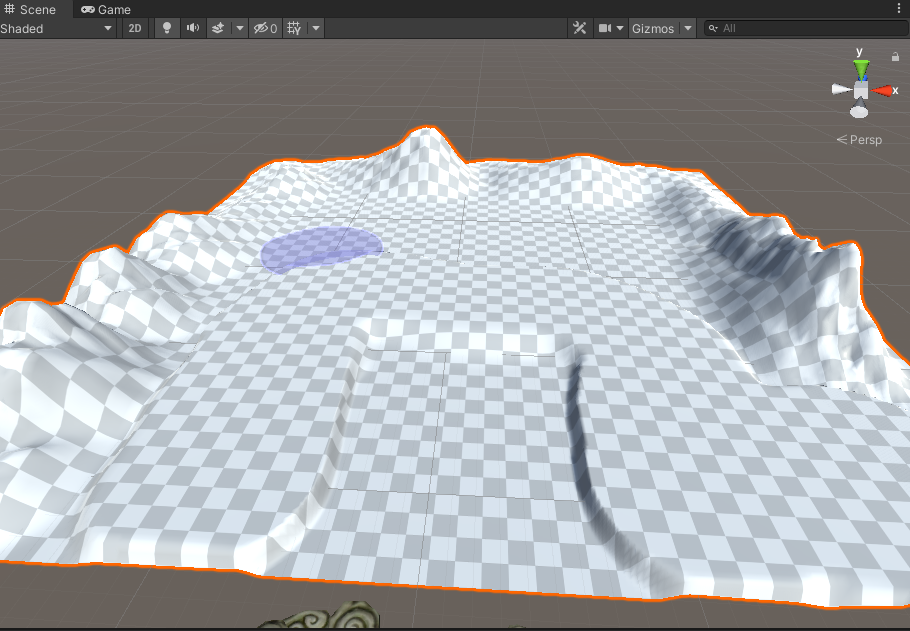 Scene Game
Shaded 2D 0 Gizmos All
y
x
< Persp